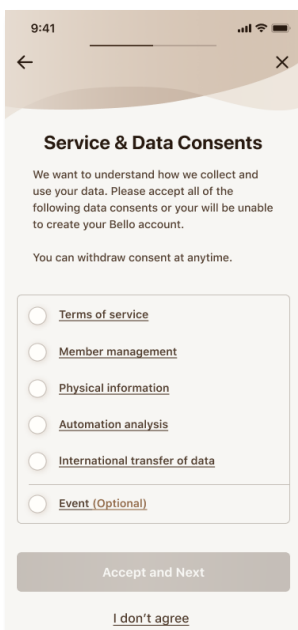 9:41
Service & Data Consents
We want to understand how we collect and
use your data. Please accept all of the
following data consents or your will be unable
to create your Bello account.
You can withdraw consent at anytime.
Terms of service
Member management
Physical information
Automation analysis
International transfer of data
Event (Optional)
Accept and Next
I don't agree